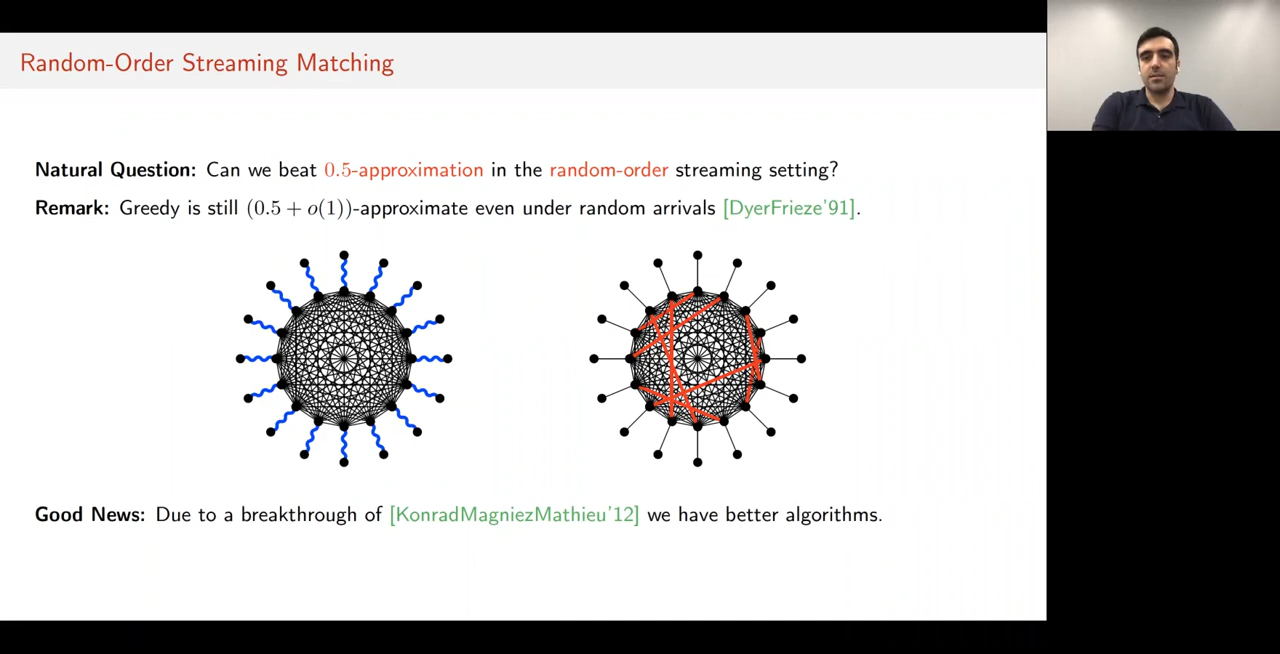 Random-Order Streaming Matching
Natural Question: Can we beat 0.5-approximation in the random-order streaming setting?
Remark: Greedy is still (0.5 + o(1))-approximate even under random arrivals [DyerFrieze'91].
Good News: Due to a breakthrough of [KonradMagniezMathieu'12] we have better algorithms.